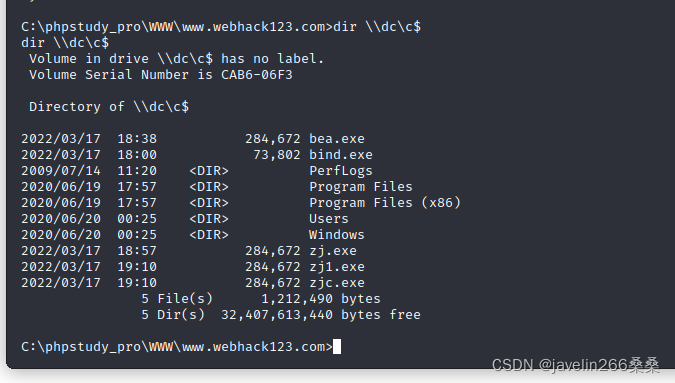 C:\phpstudy_pro\WWW\www.webhack123.com>dir \\dc\c$
dir \\dc\c$
 Volume in drive \\dc\c$ has no label.
 Volume Serial Number is CAB6-06F3
 Directory of \\dc\c$
2022/03/17  18:38           284,672 bea.exe
2022/03/17  18:00            73,802 bind.exe
2009/07/14  11:20    <DIR>          PerfLogs
2020/06/19  17:57    <DIR>          Program Files
2020/06/19  17:57    <DIR>          Program Files (x86)
2020/06/20  00:25    <DIR>          Users
2020/06/20  00:25    <DIR>          Windows
2022/03/17  18:57           284,672 zj.exe
2022/03/17  19:10           284,672 zj1.exe
2022/03/17  19:10           284,672 zjc.exe
               5 File(s)      1,212,490 bytes
               5 Dir(s)  32,407,613,440 bytes free
C:\phpstudy_pro\WWW\www.webhack123.com>
CSDN @javelin266桑桑